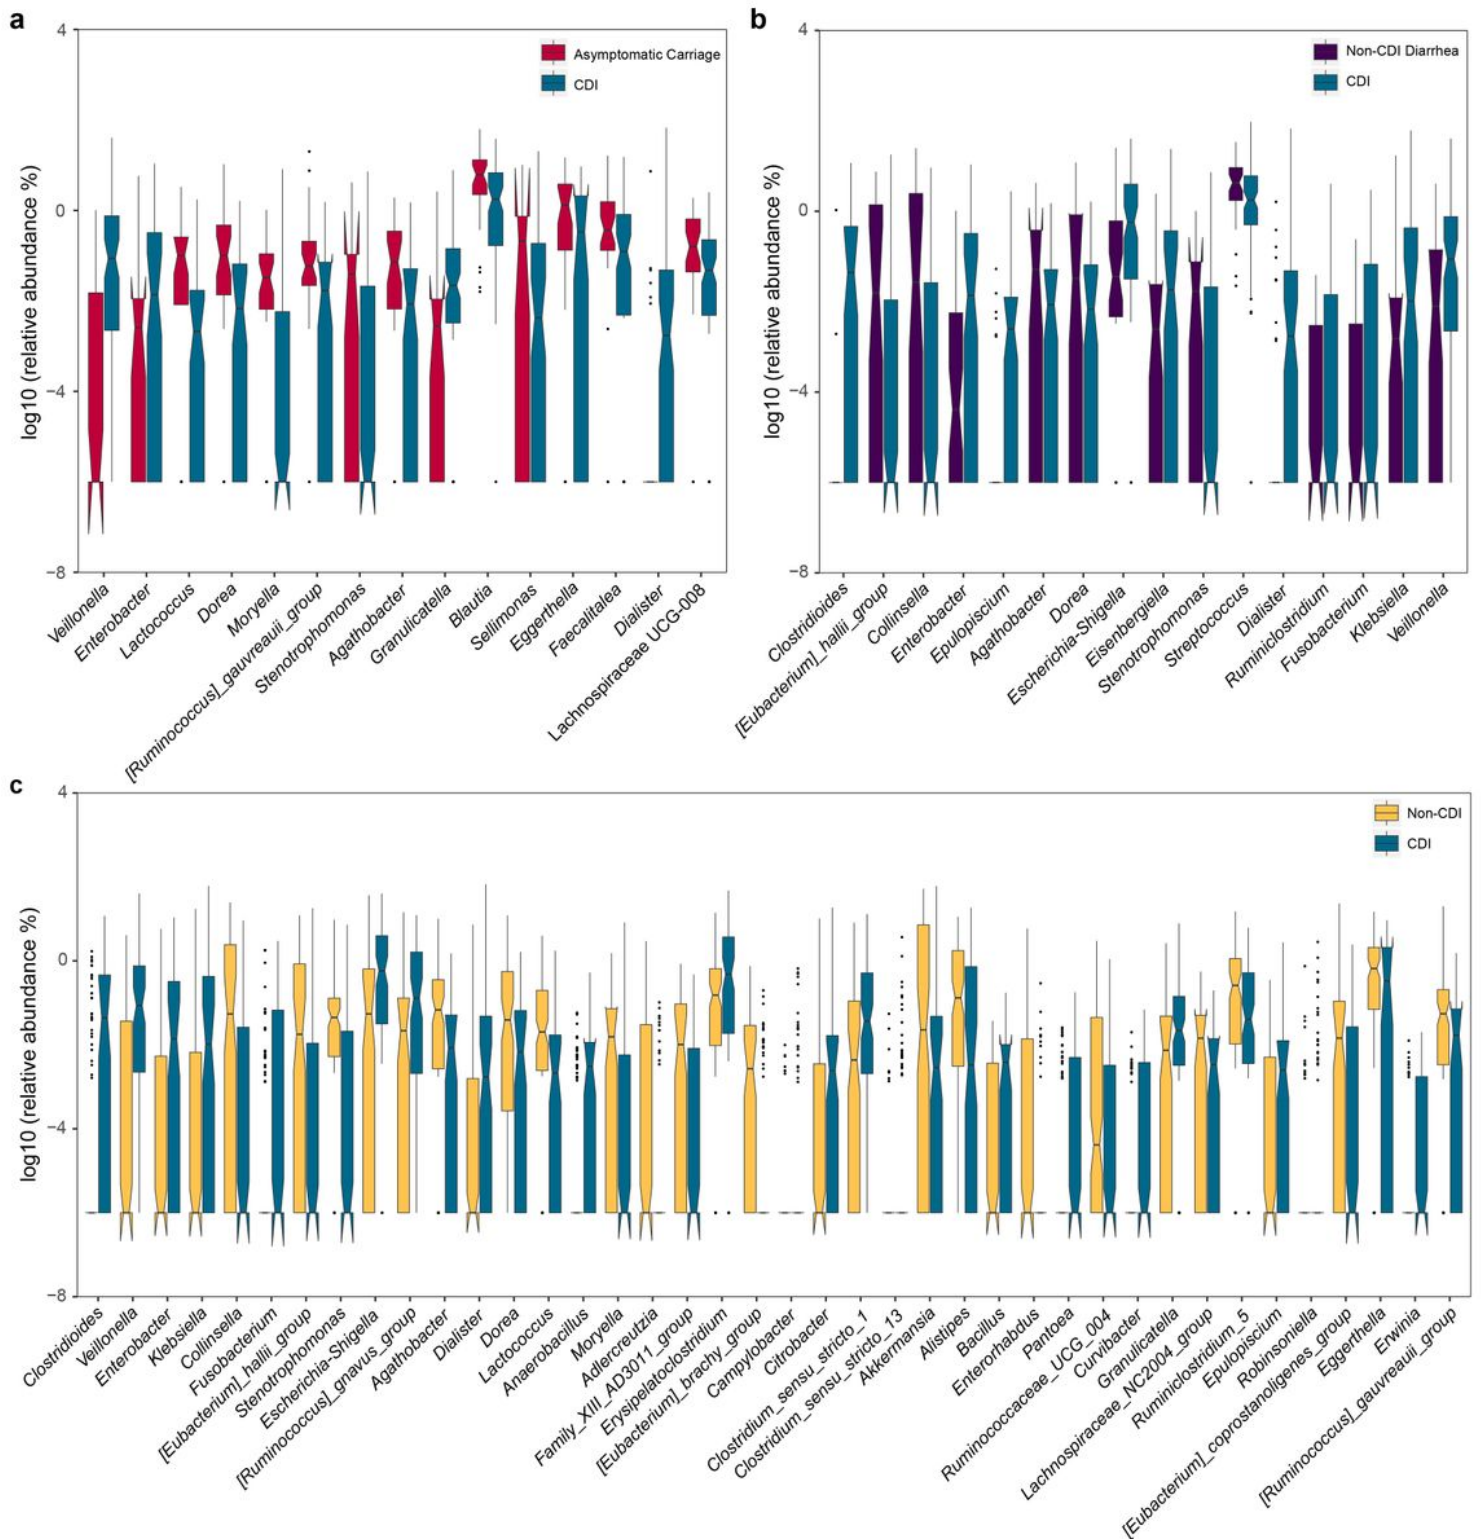 a
4
0
−4
−8
log10 (relative abundance %)
Asymptomatic Carriage
CDI
Veillonella
Enterobacter
Lactococcus
Dorea
Moryella
[Ruminococcus]_gauvreauii_group
Stenotrophomonas
Agathobacter
Granulicatella
Blautia
Sellimonas
Eggerthella
Faecalitalea
Dialister
Lachnospiraceae UCG-008
b
4
0
−4
−8
log10 (relative abundance %)
Non-CDI Diarrhea
CDI
Clostridioides
[Eubacterium]_hallii_group
Collinsella
Enterobacter
Epulopiscium
Agathobacter
Dorea
Escherichia-Shigella
Eisenbergiella
Stenotrophomonas
Streptococcus
Dialister
Ruminiclostridium
Fusobacterium
Klebsiella
Veillonella
c
4
0
−4
−8
log10 (relative abundance %)
Non-CDI
CDI
Clostridioides
Veillonella
Enterobacter
Klebsiella
Collinsella
Fusobacterium
[Eubacterium]_hallii_group
Stenotrophomonas
Escherichia-Shigella
[Ruminococcus]_gnavus_group
Agathobacter
Dialister
Dorea
Lactococcus
Anaerobacillus
Moryella
Adlercreutzia
Family_XIII_AD3011_group
Erysipelatoclostridium
[Eubacterium]_brachy_group
Campylobacter
Citrobacter
Clostridium_sensu_stricto_1
Clostridium_sensu_stricto_13
Akkermansia
Alistipes
Bacillus
Enterorhabdus
Pantoea
Ruminococcaceae_UCG_004
Curvibacter
Granulicatella
Lachnospiraceae_NC2004_group
Ruminiclostridium_5
Epulopiscium
Robinsoniella
[Eubacterium]_coprostanoligenes_group
Eggerthella
Erwinia
[Ruminococcus]_gauvreauii_group